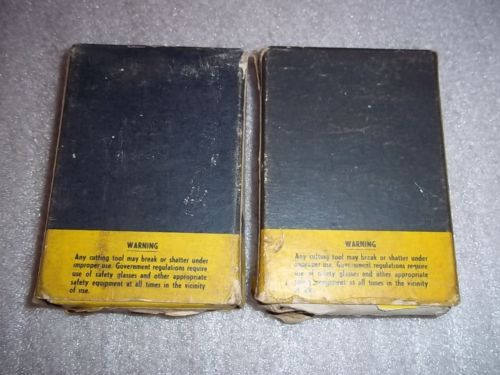 WARNING
Any cutting tool may break or shatter under
improper use. Government regulations require
use of safety glasses and other appropriate
safety equipment at all times in the vicinity
of use.
WARNING
Any cutting tool may break or shatter under
improper use. Government regulations require
use of safety glasses and other appropriate
safety equipment at all times in the vicinity
of use.